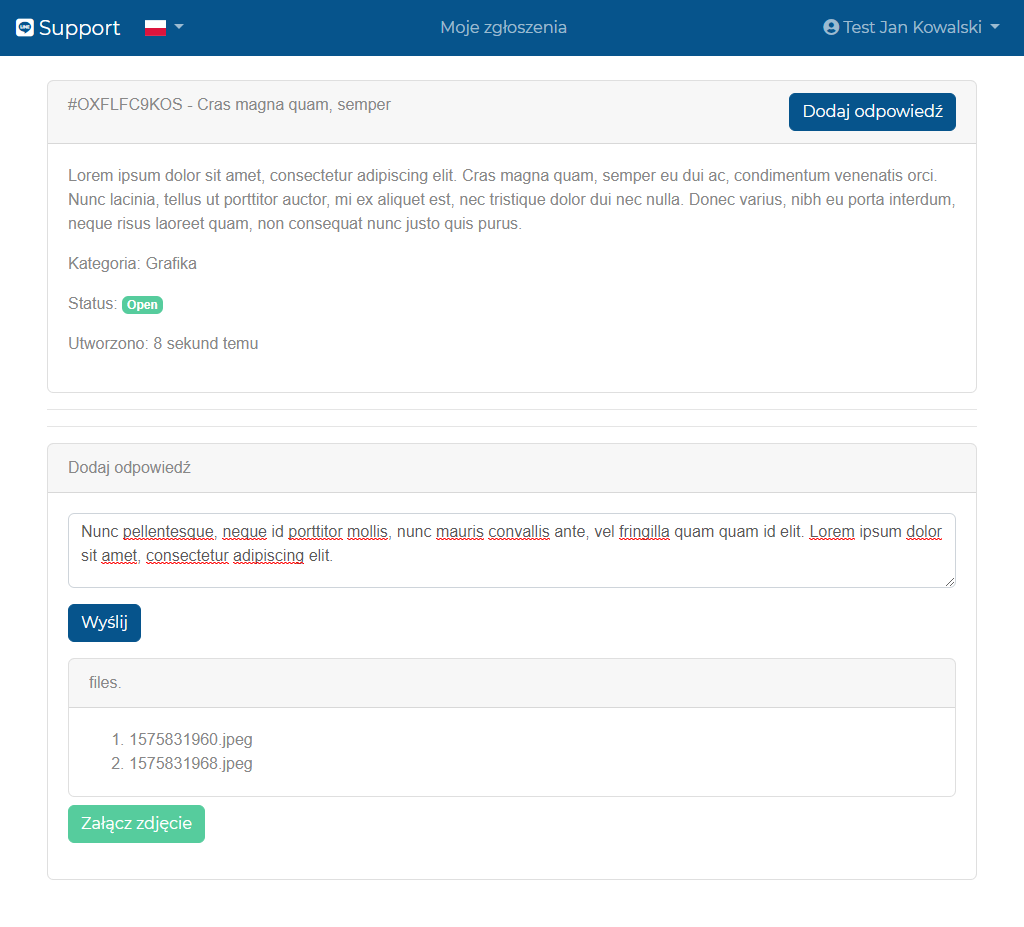 Support
Moje zgłoszenia
Test Jan Kowalski
#OXFLFC9KOS - Cras magna quam, semper
Dodaj odpowiedź
Lorem ipsum dolor sit amet, consectetur adipiscing elit. Cras magna quam, semper eu dui ac, condimentum venenatis orci.
Nunc lacinia, tellus ut porttitor auctor, mi ex aliquet est, nec tristique dolor dui nec nulla. Donec varius, nibh eu porta interdum,
neque risus laoreet quam, non consequat nunc justo quis purus.
Kategoria: Grafika
Status: Open
Utworzono: 8 sekund temu
Dodaj odpowiedź
Nunc pellentesque, neque id porttitor mollis, nunc mauris convallis ante, vel fringilla quam quam id elit. Lorem ipsum dolor
sit amet, consectetur adipiscing elit.
Wyślij
files.
1. 1575831960.jpeg
2. 1575831968.jpeg
Załącz zdjęcie